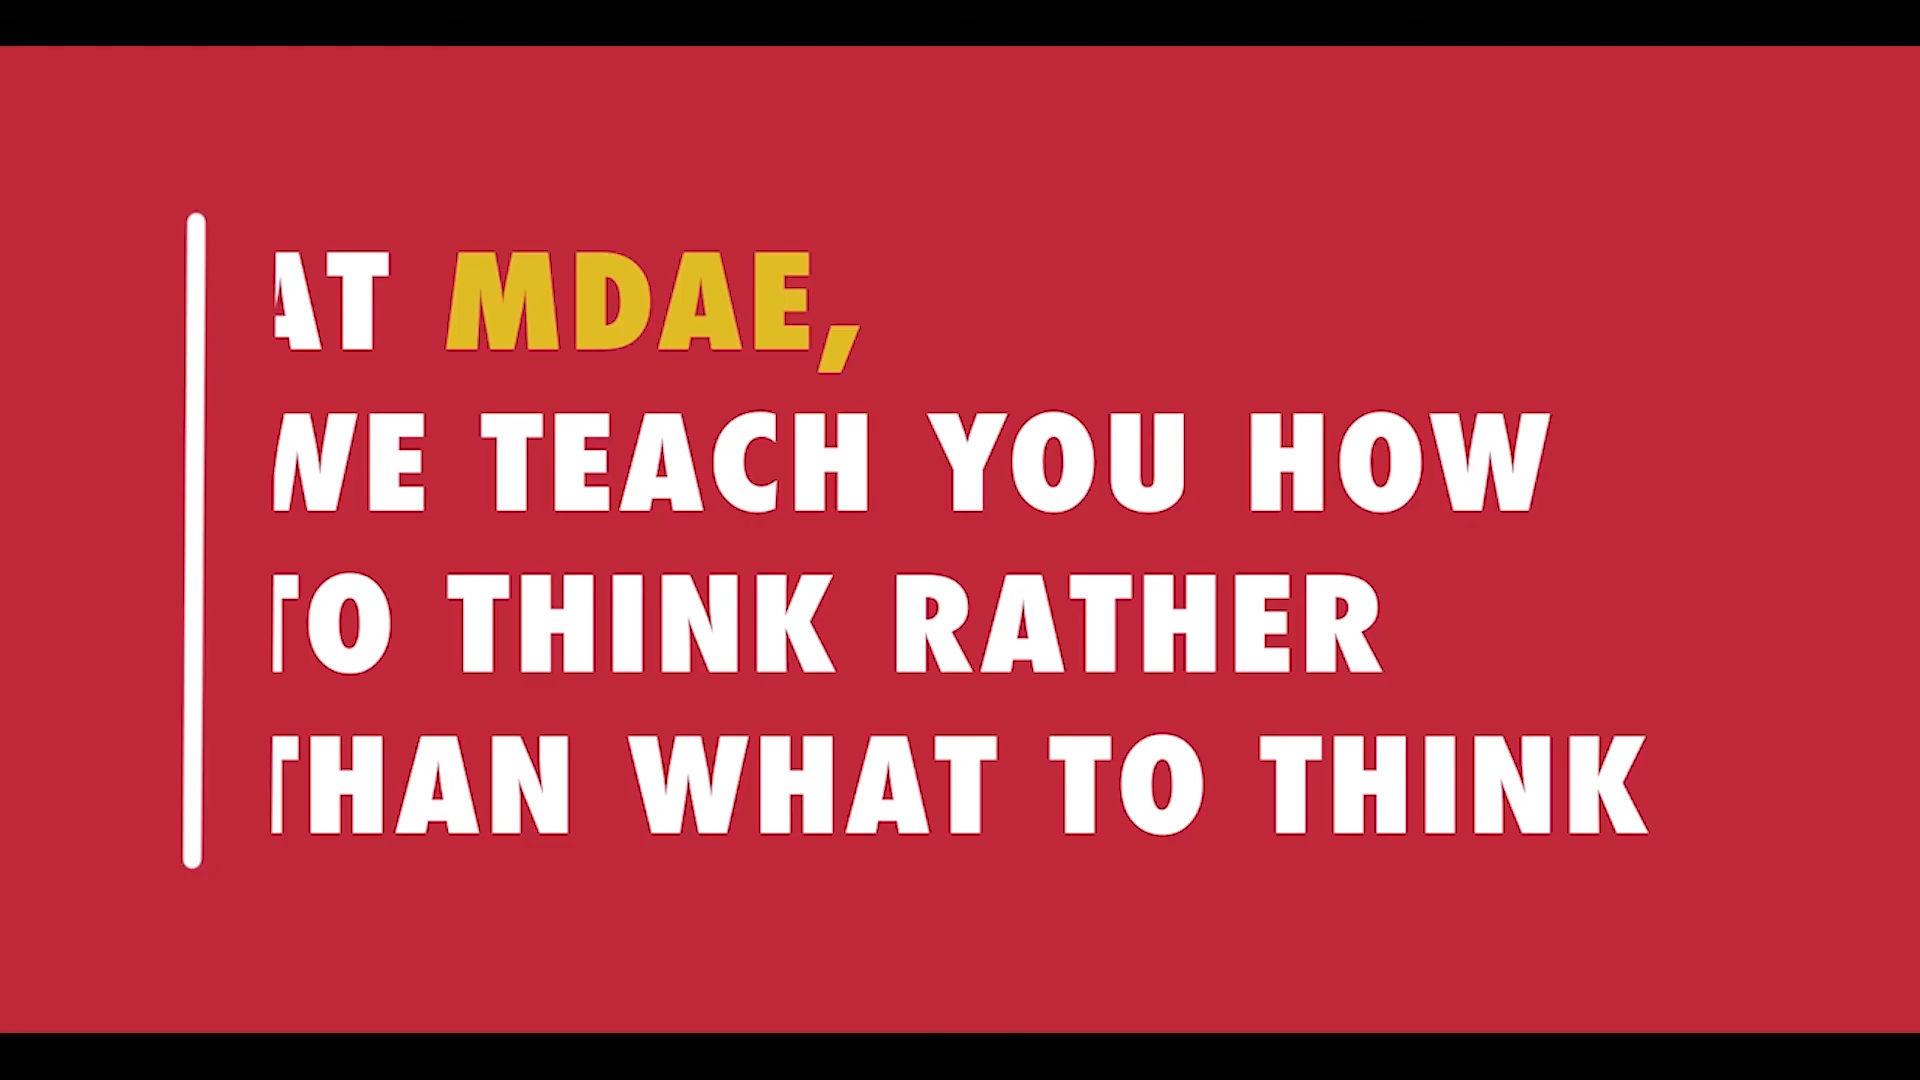 AT MDAE,
WE TEACH YOU HOW
TO THINK RATHER
THAN WHAT TO THINK